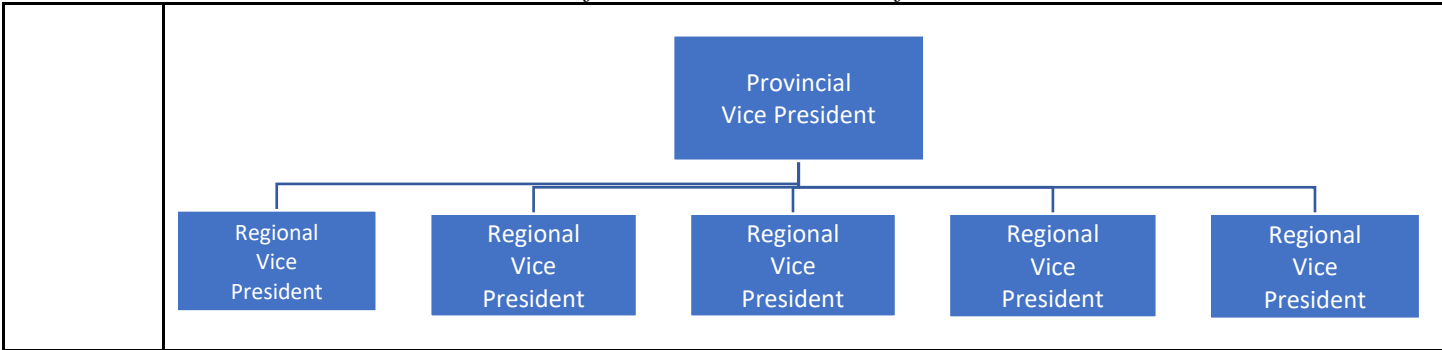 Provincial
Vice President
Regional
Vice
President
Regional
Vice
President
Regional
Vice
President
Regional
Vice
President
Regional
Vice
President